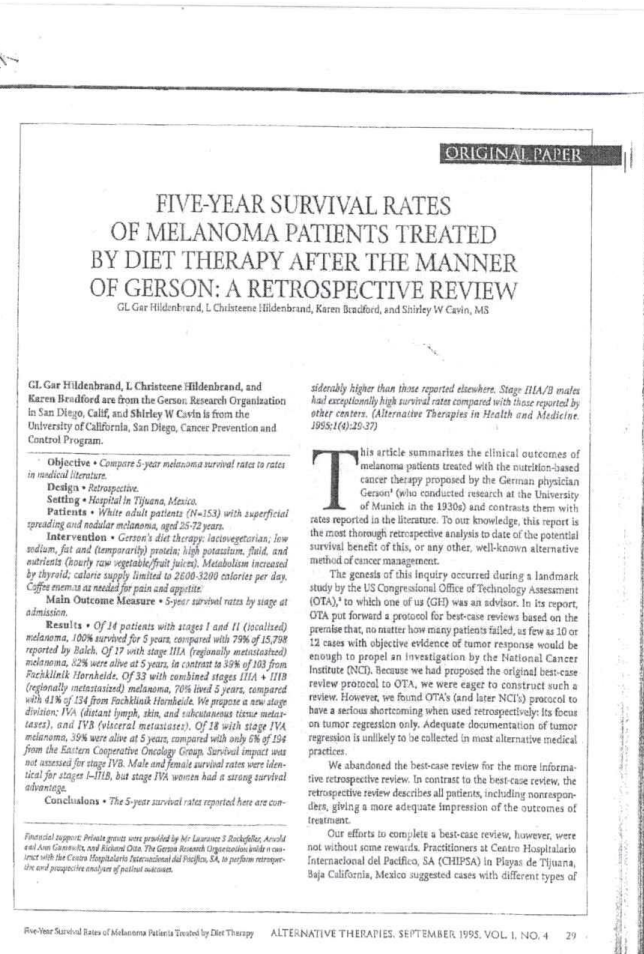 ORIGINAL PAPER
FIVE-YEAR SURVIVAL RATES
OF MELANOMA PATIENTS TREATED
BY DIET THERAPY AFTER THE MANNER
OF GERSON: A RETROSPECTIVE REVIEW
GL Gar Hildenbrand, L Christeene Hildenbrand, Karen Bradford, and Shirley W Cavin, MS
GL Gar Hildenbrand, L Christeene Hildenbrand, and
Karen Bradford are from the Gerson Research Organization
in San Diego, Calif, and Shirley W Cavin is from the
University of California, San Diego, Cancer Prevention and
Control Program.
Objective • Compare 5-year melanoma survival rates to rates
in medical literature.
Design • Retrospective.
Setting • Hospital in Tijuana, Mexico.
Patients • White adult patients (N=153) with superficial
spreading and nodular melanoma, aged 25-72 years.
Intervention • Gerson's diet therapy: lactovegetarian; low
sodium, fat and (temporarily) protein; high potassium, fluid, and
nutrients (hourly raw vegetable/fruit juices). Metabolism increased
by thyroid; calorie supply limited to 2600-3200 calories per day.
Coffee enemas as needed for pain and appetite.
Main Outcome Measure • 5-year survival rates by stage at
admission.
Results • Of 14 patients with stages I and II (localized)
melanoma, 100% survived for 5 years, compared with 79% of 15,798
reported by Balch. Of 17 with stage IIIA (regionally metastasized)
melanoma, 82% were alive at 5 years, in contrast to 39% of 103 from
Fachklinik Hornheide. Of 33 with combined stages IIIA + IIIB
(regionally metastasized) melanoma, 70% lived 5 years, compared
with 41% of 134 from Fachklinik Hornheide. We propose a new stage
division: IVA (distant lymph, skin, and subcutaneous tissue metas-
tases), and IVB (visceral metastases). Of 18 with stage IVA
melanoma, 39% were alive at 5 years, compared with only 6% of 194
from the Eastern Cooperative Oncology Group. Survival impact was
not assessed for stage IVB. Male and female survival rates were iden-
tical for stages I-IIIB, but stage IVA women had a strong survival
advantage.
Conclusions • The 5-year survival rates reported here are con-
Financial support: Private grants were provided by Mr Laurance S Rockefeller, Arnold
and Ann and Richard Otto. The Gerson Research Organization holds a con-
tract with the Centro Hospitalario Internacional del Pacifico, SA, to perform retrospec-
tive and prospective analyses of patient outcomes.
siderably higher than those reported elsewhere. Stage IIIA/B males
had exceptionally high survival rates compared with those reported by
other centers. (Alternative Therapies in Health and Medicine.
1995;1(4):29-37)
This article summarizes the clinical outcomes of
melanoma patients treated with the nutrition-based
cancer therapy proposed by the German physician
Gerson¹ (who conducted research at the University
of Munich in the 1930s) and contrasts them with
rates reported in the literature. To our knowledge, this report is
the most thorough retrospective analysis to date of the potential
survival benefit of this, or any other, well-known alternative
method of cancer management.
The genesis of this inquiry occurred during a landmark
study by the US Congressional Office of Technology Assessment
(OTA),² to which one of us (GH) was an advisor. In its report,
OTA put forward a protocol for best-case reviews based on the
premise that, no matter how many patients failed, as few as 10 or
12 cases with objective evidence of tumor response would be
enough to propel an investigation by the National Cancer
Institute (NCI). Because we had proposed the original best-case
review protocol to OTA, we were eager to construct such a
review. However, we found OTA's (and later NCI's) protocol to
have a serious shortcoming when used retrospectively: Its focus
on tumor regression only. Adequate documentation of tumor
regression is unlikely to be collected in most alternative medical
practices.
We abandoned the best-case review for the more informa-
tive retrospective review. In contrast to the best-case review, the
retrospective review describes all patients, including nonrespon-
ders, giving a more adequate impression of the outcomes of
treatment.
Our efforts to complete a best-case review, however, were
not without some rewards. Practitioners at Centro Hospitalario
Internacional del Pacifico, SA (CHIPSA) in Playas de Tijuana,
Baja California, Mexico suggested cases with different types of
Five-Year Survival Rates of Melanoma Patients Treated by Diet Therapy ALTERNATIVE THERAPIES, SEPTEMBER 1995, VOL. 1, NO. 4 29